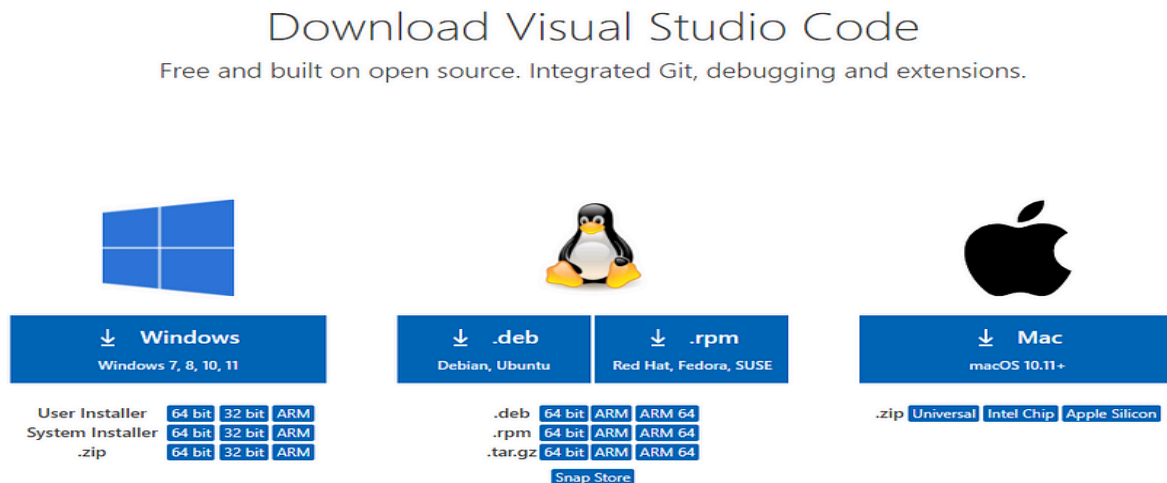 Download Visual Studio Code
Free and built on open source. Integrated Git, debugging and extensions.
Windows
Windows 7, 8, 10, 11
User Installer 64 bit 32 bit ARM
System Installer 64 bit 32 bit ARM
.zip 64 bit 32 bit ARM
.deb
Debian, Ubuntu
.rpm
Red Hat, Fedora, SUSE
.deb 64 bit ARM ARM 64
.rpm 64 bit ARM ARM 64
.tar.gz 64 bit ARM ARM 64
Snap Store
Mac
macOS 10.11+
.zip Universal Intel Chip Apple Silicon